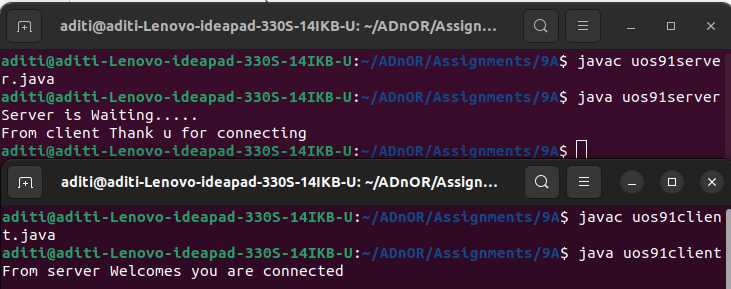 aditi@aditi-Lenovo-ideapad-330S-14IKB-U: ~/ADnOR/Assign...
aditi@aditi-Lenovo-ideapad-330S-14IKB-U:~/ADnOR/Assignments/9A$ javac uos91serve
r.java
aditi@aditi-Lenovo-ideapad-330S-14IKB-U:~/ADnOR/Assignments/9A$ java uos91server
Server is Waiting.....
From client Thank u for connecting
aditi@aditi-Lenovo-ideapad-330S-14IKB-U:~/ADnOR/Assignments/9A$
aditi@aditi-Lenovo-ideapad-330S-14IKB-U: ~/ADnOR/Assign...
aditi@aditi-Lenovo-ideapad-330S-14IKB-U:~/ADnOR/Assignments/9A$ javac uos91clien
t.java
aditi@aditi-Lenovo-ideapad-330S-14IKB-U:~/ADnOR/Assignments/9A$ java uos91client
From server Welcomes you are connected